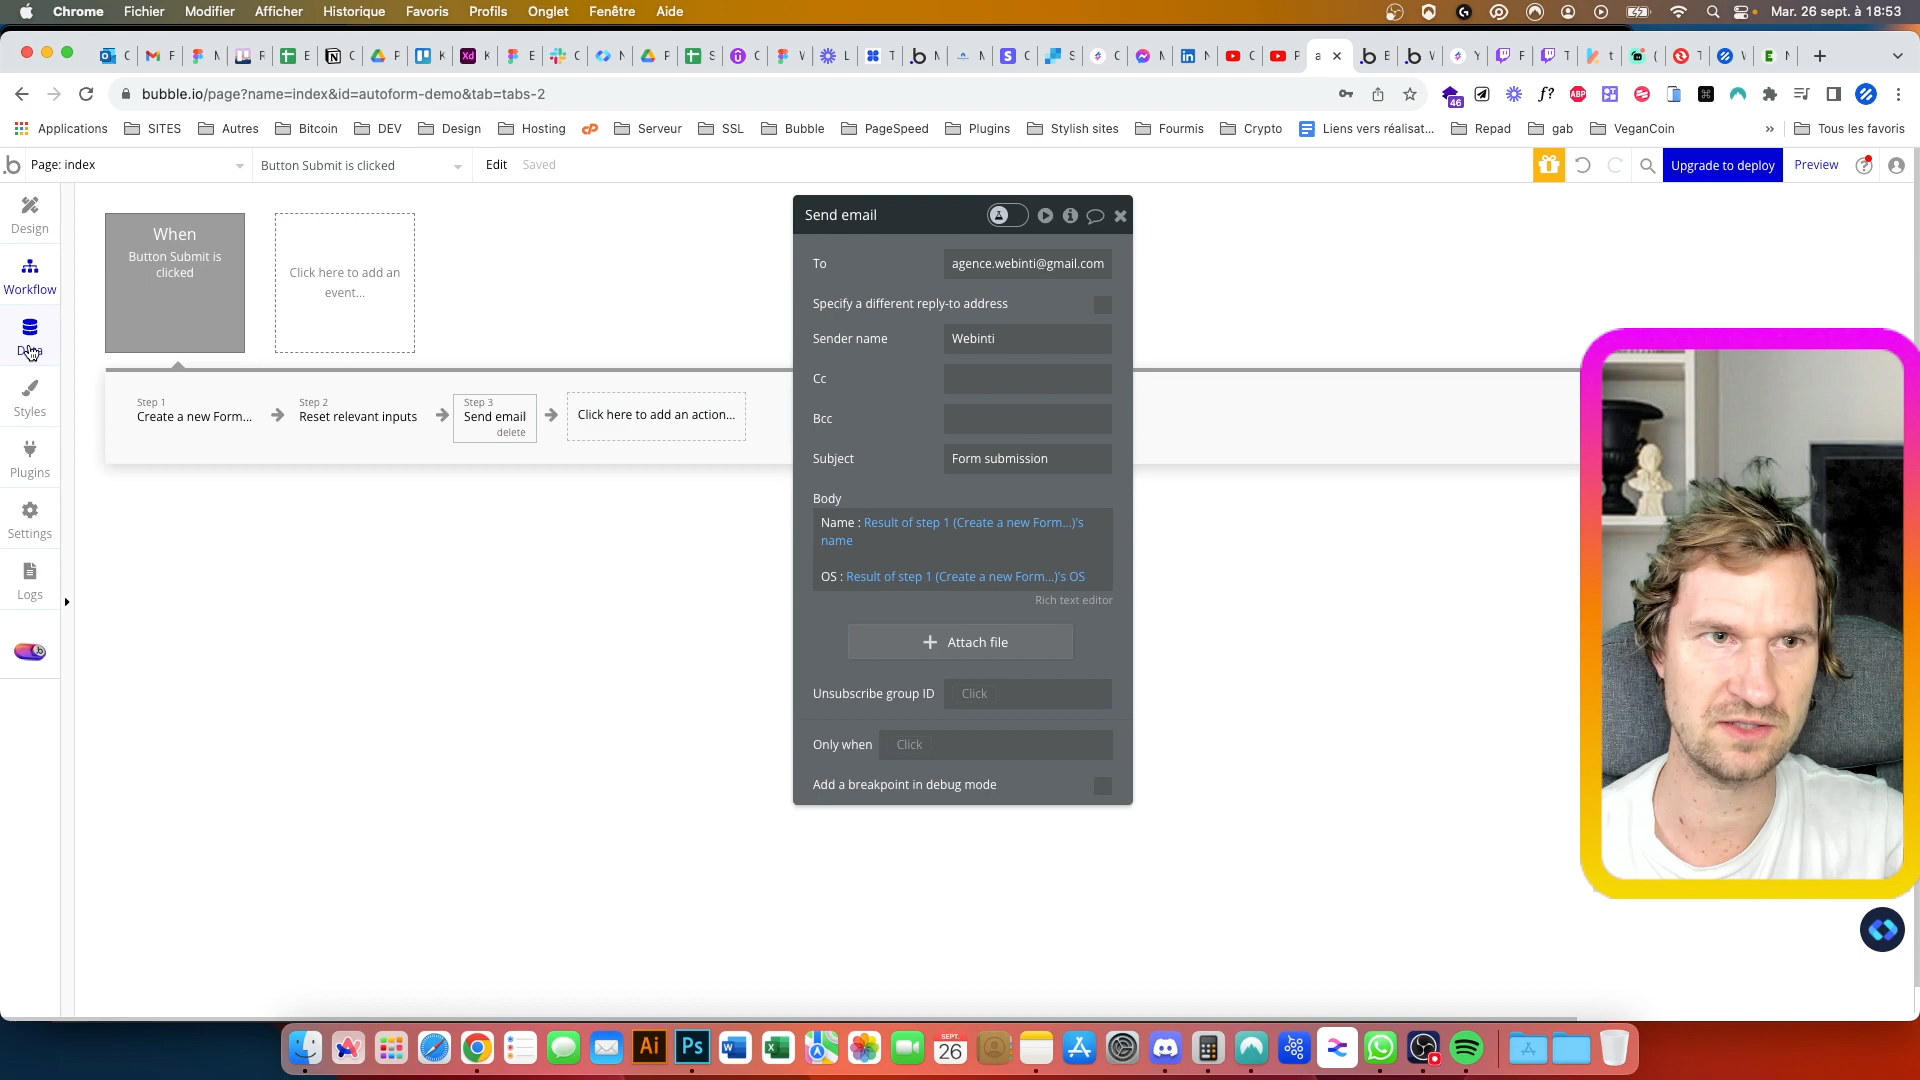 Chrome Fichier Modifier Afficher Historique Favoris Profils Onglet Fenêtre Aide
Mar. 26 sept. à 18:53
bubble.io/page?name=index&id=autoform-demo&tab=tabs-2
46
Applications SITES Autres Bitcoin DEV Design Hosting Serveur SSL Bubble PageSpeed Plugins Stylish sites Fourmis Crypto Liens vers réalisat... Repad gab VeganCoin » Tous les favoris
Page: index
Button Submit is clicked
Edit Saved
Upgrade to deploy
Preview
Design
Workflow
Data
Styles
Plugins
Settings
Logs
When
Button Submit is
clicked
Click here to add an
event...
Step 1
Create a new Form...
Step 2
Reset relevant inputs
Step 3
Send email
delete
Click here to add an action...
Send email
To agence.webinti@gmail.com
Specify a different reply-to address
Sender name Webinti
Cc
Bcc
Subject Form submission
Body
Name : Result of step 1 (Create a new Form...)'s
name
OS : Result of step 1 (Create a new Form...)'s OS
Rich text editor
+ Attach file
Unsubscribe group ID Click
Only when Click
Add a breakpoint in debug mode
Ai
Ps
SEPT.
26